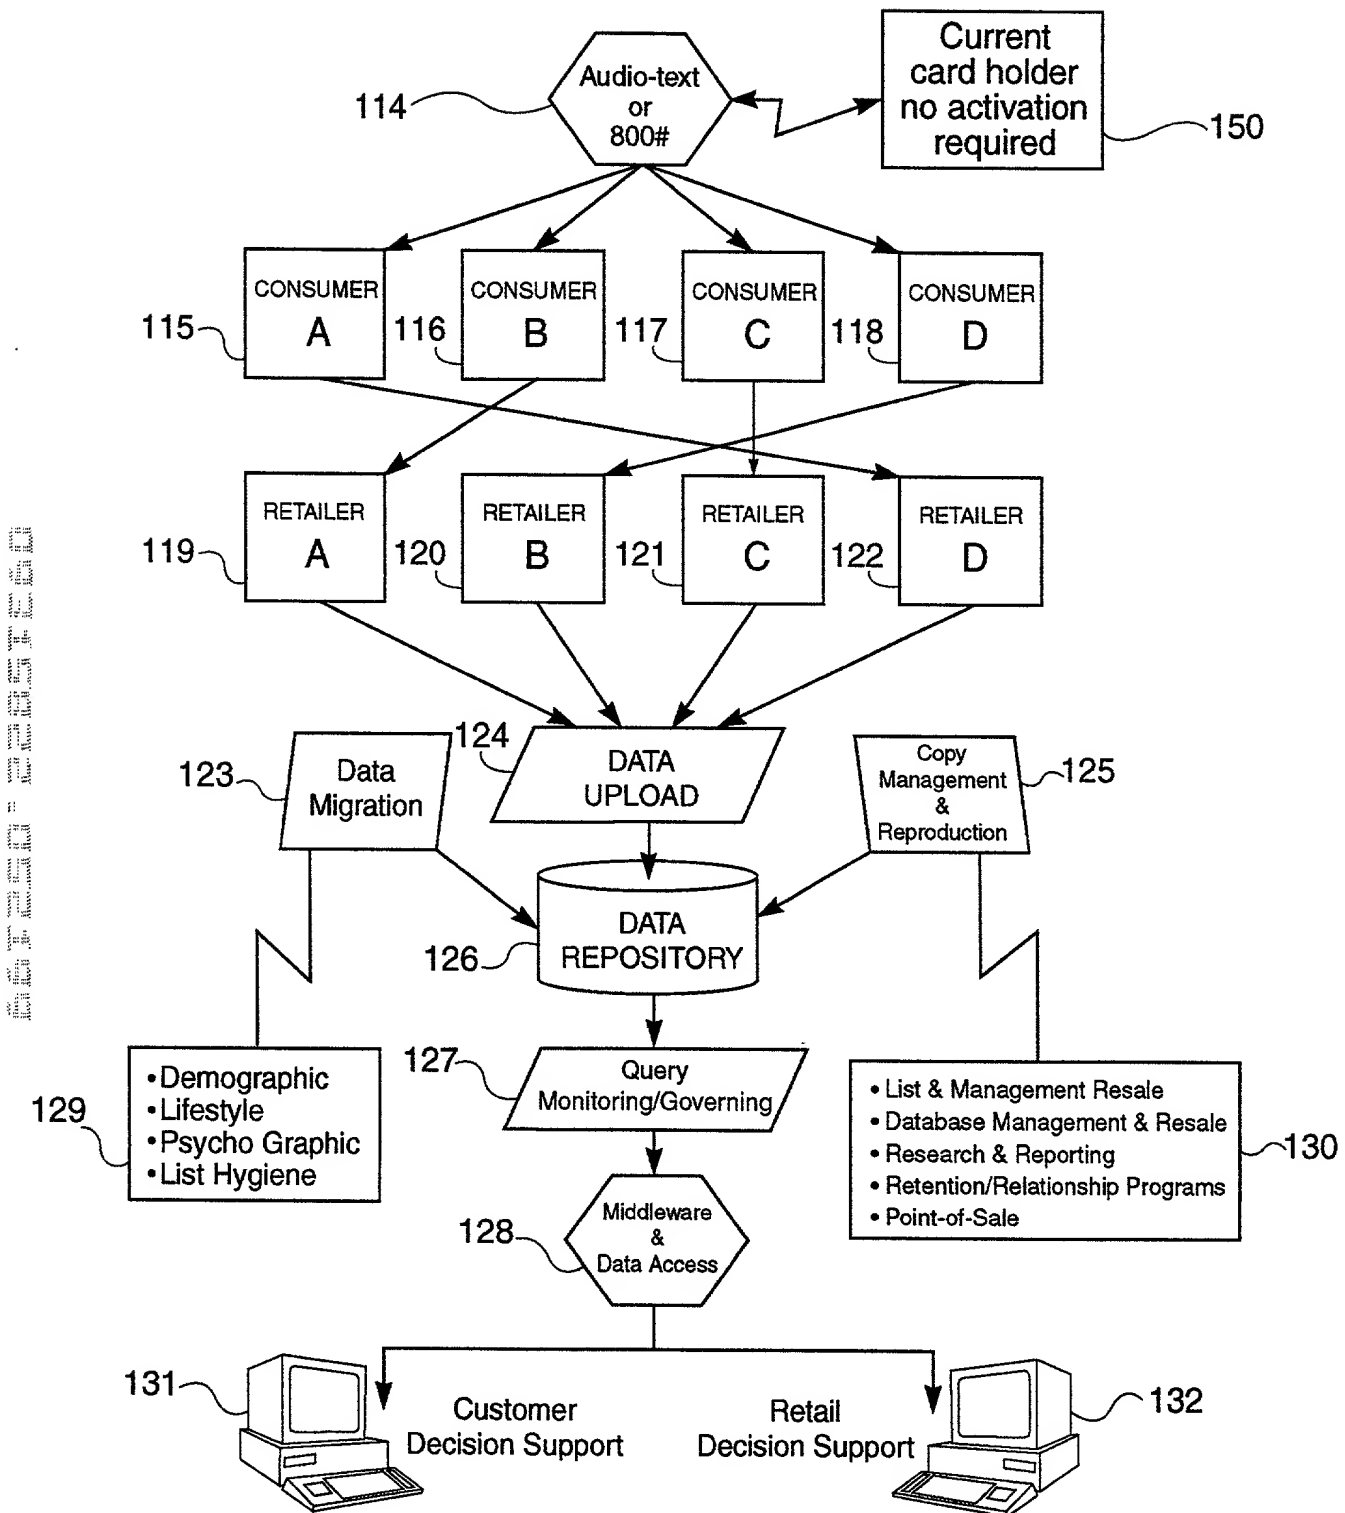 Audio-text
or
800#
114
Current
card holder
no activation
required
150
CONSUMER
A
115
CONSUMER
B
116
CONSUMER
C
117
CONSUMER
D
118
RETAILER
A
119
RETAILER
B
120
RETAILER
C
121
RETAILER
D
122
123
Data
Migration
124
DATA
UPLOAD
Copy
Management
&
Reproduction
125
DATA
REPOSITORY
126
127
Query
Monitoring/Governing
129
•Demographic
•Lifestyle
•Psycho Graphic
•List Hygiene
• List & Management Resale
• Database Management & Resale
• Research & Reporting
• Retention/Relationship Programs
• Point-of-Sale
130
128
Middleware
&
Data Access
131
Customer
Decision Support
Retail
Decision Support
132